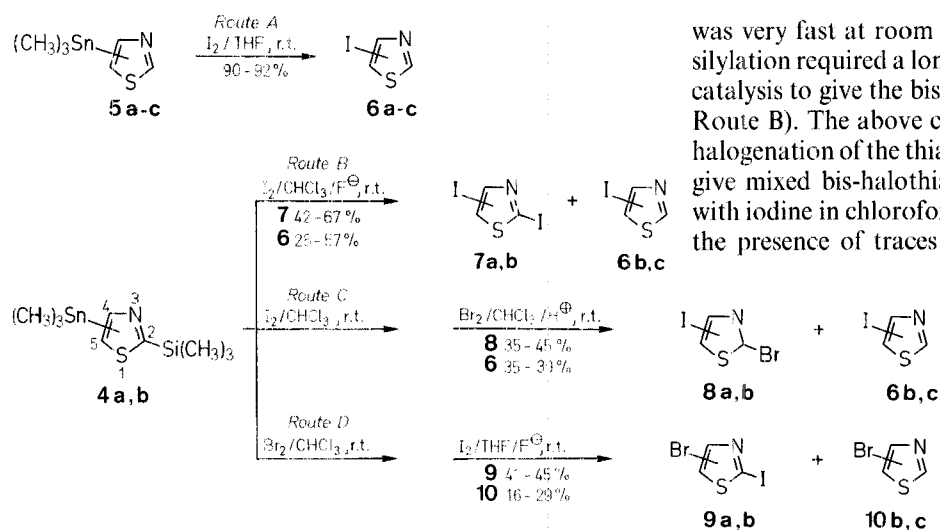 Route A
(CH₃)₃Sn N I₂/THF, r.t. I N
S 90-92% S
5a-c 6a-c
was very fast at room
silylation required a lon
catalysis to give the bis
Route B). The above c
halogenation of the thia
give mixed bis-halothia
with iodine in chlorofor
the presence of traces
Route B
I₂/CHCl₃/F⊖, r.t.
7 42-67%
6 S I + I N S
7a,b 6b,c
(CH₃)₃Sn 4 N 3
5 S 1 2 Si(CH₃)₃
4a,b
Route C
I₂/CHCl₃, r.t. Br₂/CHCl₃/H⊕, r.t.
8 35-45%
6 35-39%
I N S Br + I N S
8a,b 6b,c
Route D
Br₂/CHCl₃, r.t. I₂/THF/F⊖, r.t.
9 41-45%
10 16-29%
Br N S I + Br N S
9a,b 10b,c